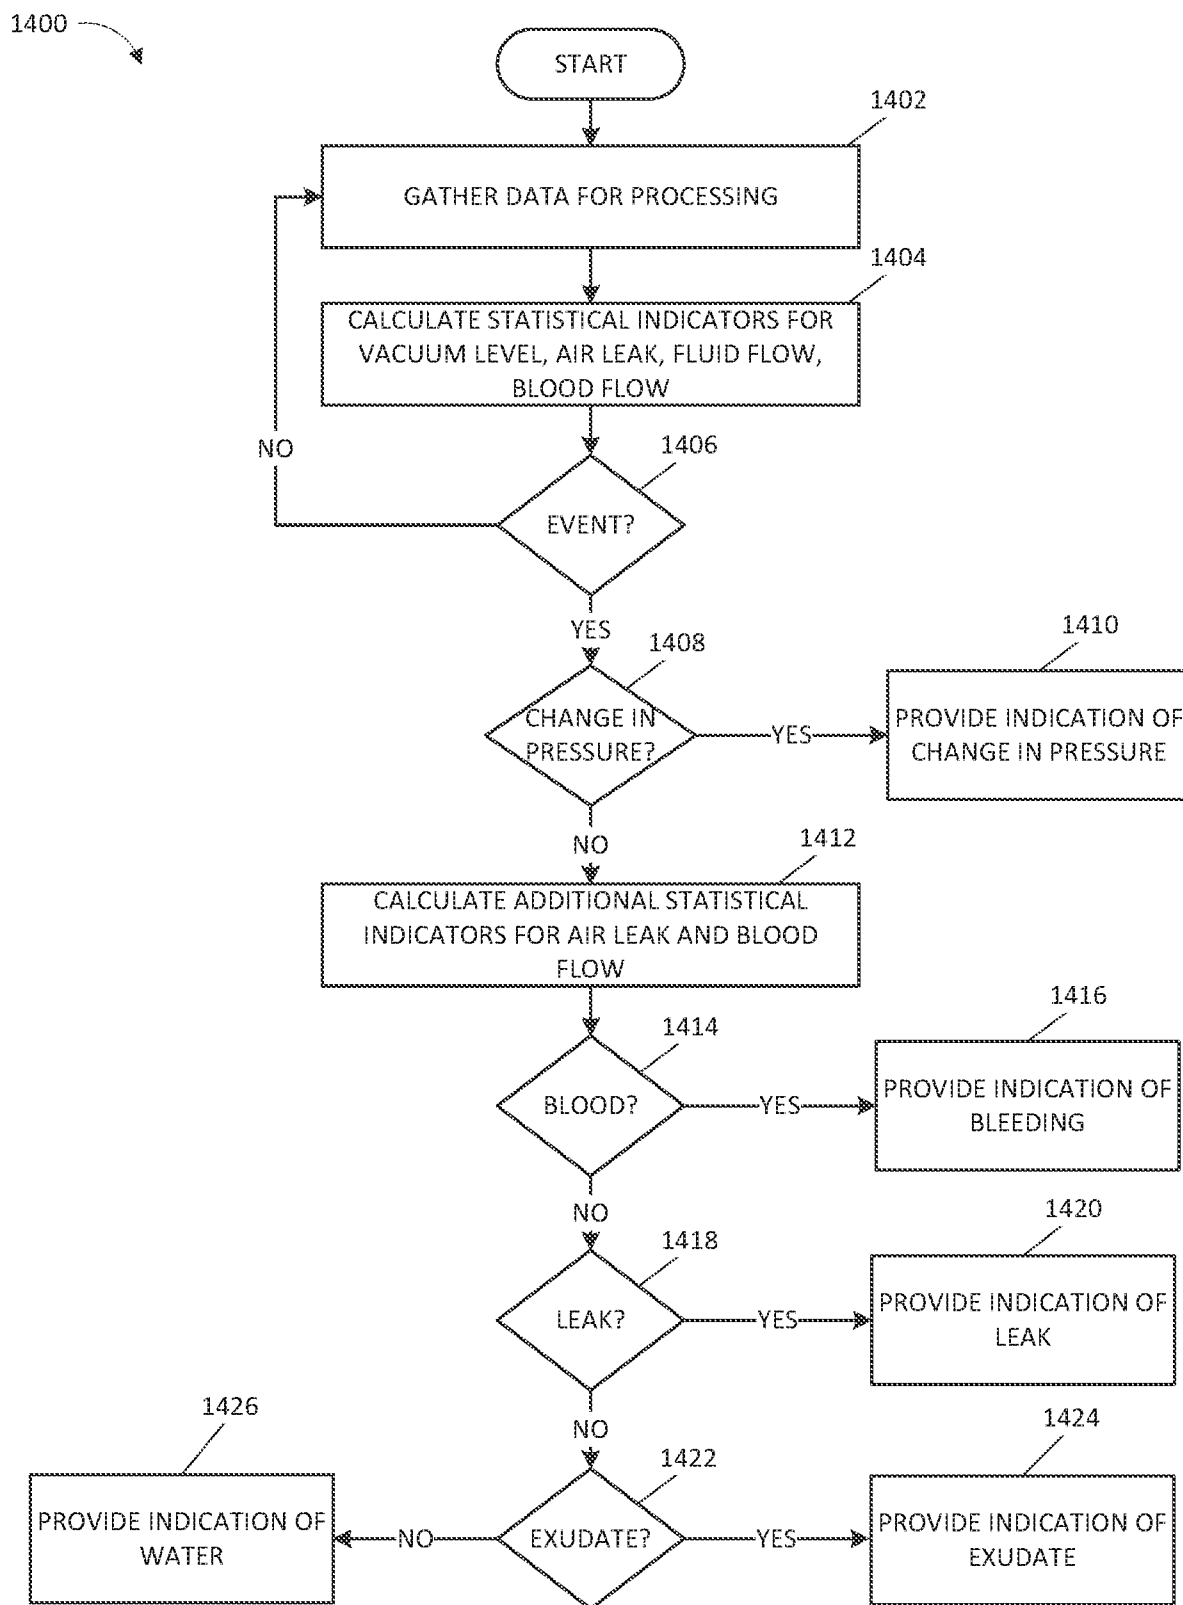 1400
START
1402
GATHER DATA FOR PROCESSING
1404
CALCULATE STATISTICAL INDICATORS FOR
VACUUM LEVEL, AIR LEAK, FLUID FLOW,
BLOOD FLOW
NO
1406
EVENT?
YES
1408
CHANGE IN
PRESSURE?
YES
1410
PROVIDE INDICATION OF
CHANGE IN PRESSURE
NO
1412
CALCULATE ADDITIONAL STATISTICAL
INDICATORS FOR AIR LEAK AND BLOOD
FLOW
1414
BLOOD?
YES
1416
PROVIDE INDICATION OF
BLEEDING
NO
1418
LEAK?
YES
1420
PROVIDE INDICATION OF
LEAK
NO
1422
EXUDATE?
YES
1424
PROVIDE INDICATION OF
EXUDATE
NO
1426
PROVIDE INDICATION OF
WATER